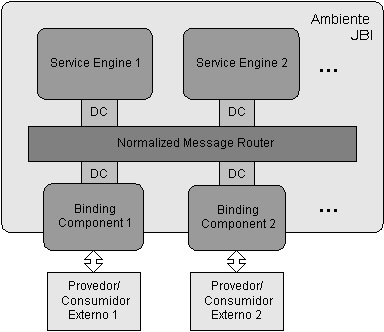 Ambiente
JBI
Service Engine 1
Service Engine 2
...
DC
DC
Normalized Message Router
DC
DC
Binding
Component 1
Binding
Component 2
...
Provedor/
Consumidor
Externo 1
Provedor/
Consumidor
Externo 2